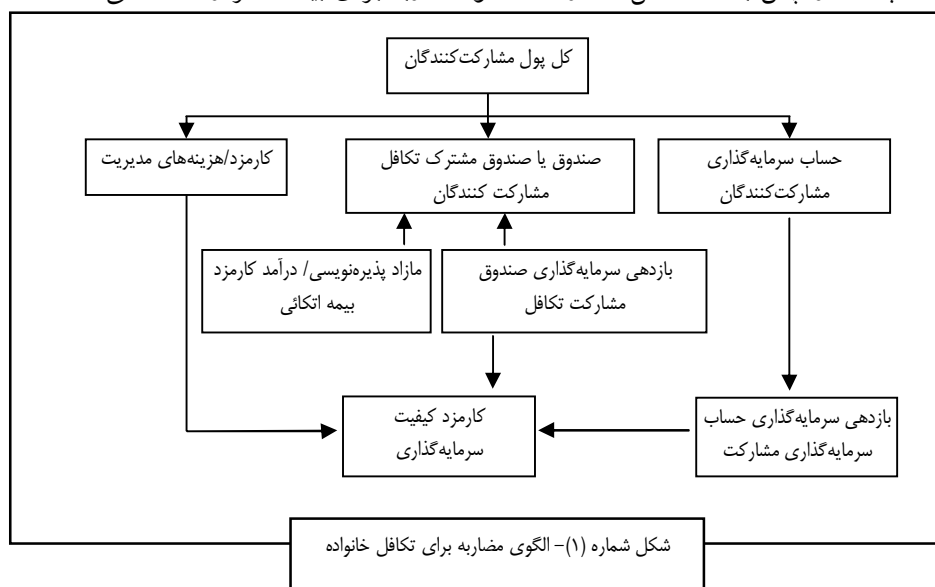 کل پول مشارکت‌کنندگان
حساب سرمایه‌گذاری
مشارکت‌کنندگان
صندوق یا صندوق مشترک تکافل
مشارکت کنندگان
کارمزد/هزینه‌های مدیریت
بازدهی سرمایه‌گذاری صندوق
مشارکت تکافل
مازاد پذیره‌نویسی/ درآمد کارمزد
بیمه اتکائی
بازدهی سرمایه‌گذاری حساب
سرمایه‌گذاری مشارکت
کارمزد کیفیت
سرمایه‌گذاری
شکل شماره (۱)- الگوی مضاربه برای تکافل خانواده